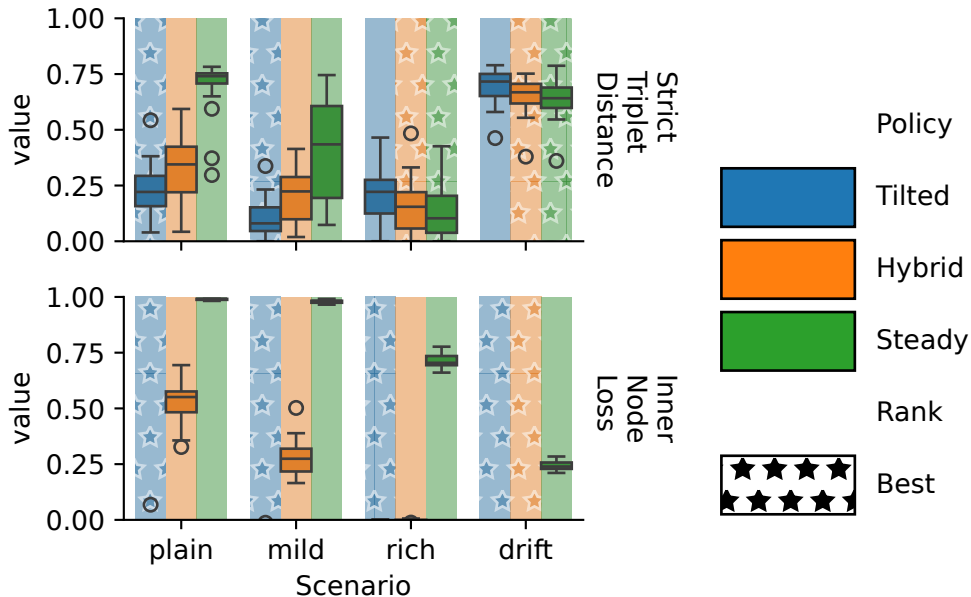 1.00
0.75
0.50
0.25
0.00
value
Strict
Triplet
Distance
1.00
0.75
0.50
0.25
0.00
value
Inner
Node
Loss
plain mild rich drift
Scenario
Policy
Tilted
Hybrid
Steady
Rank
Best